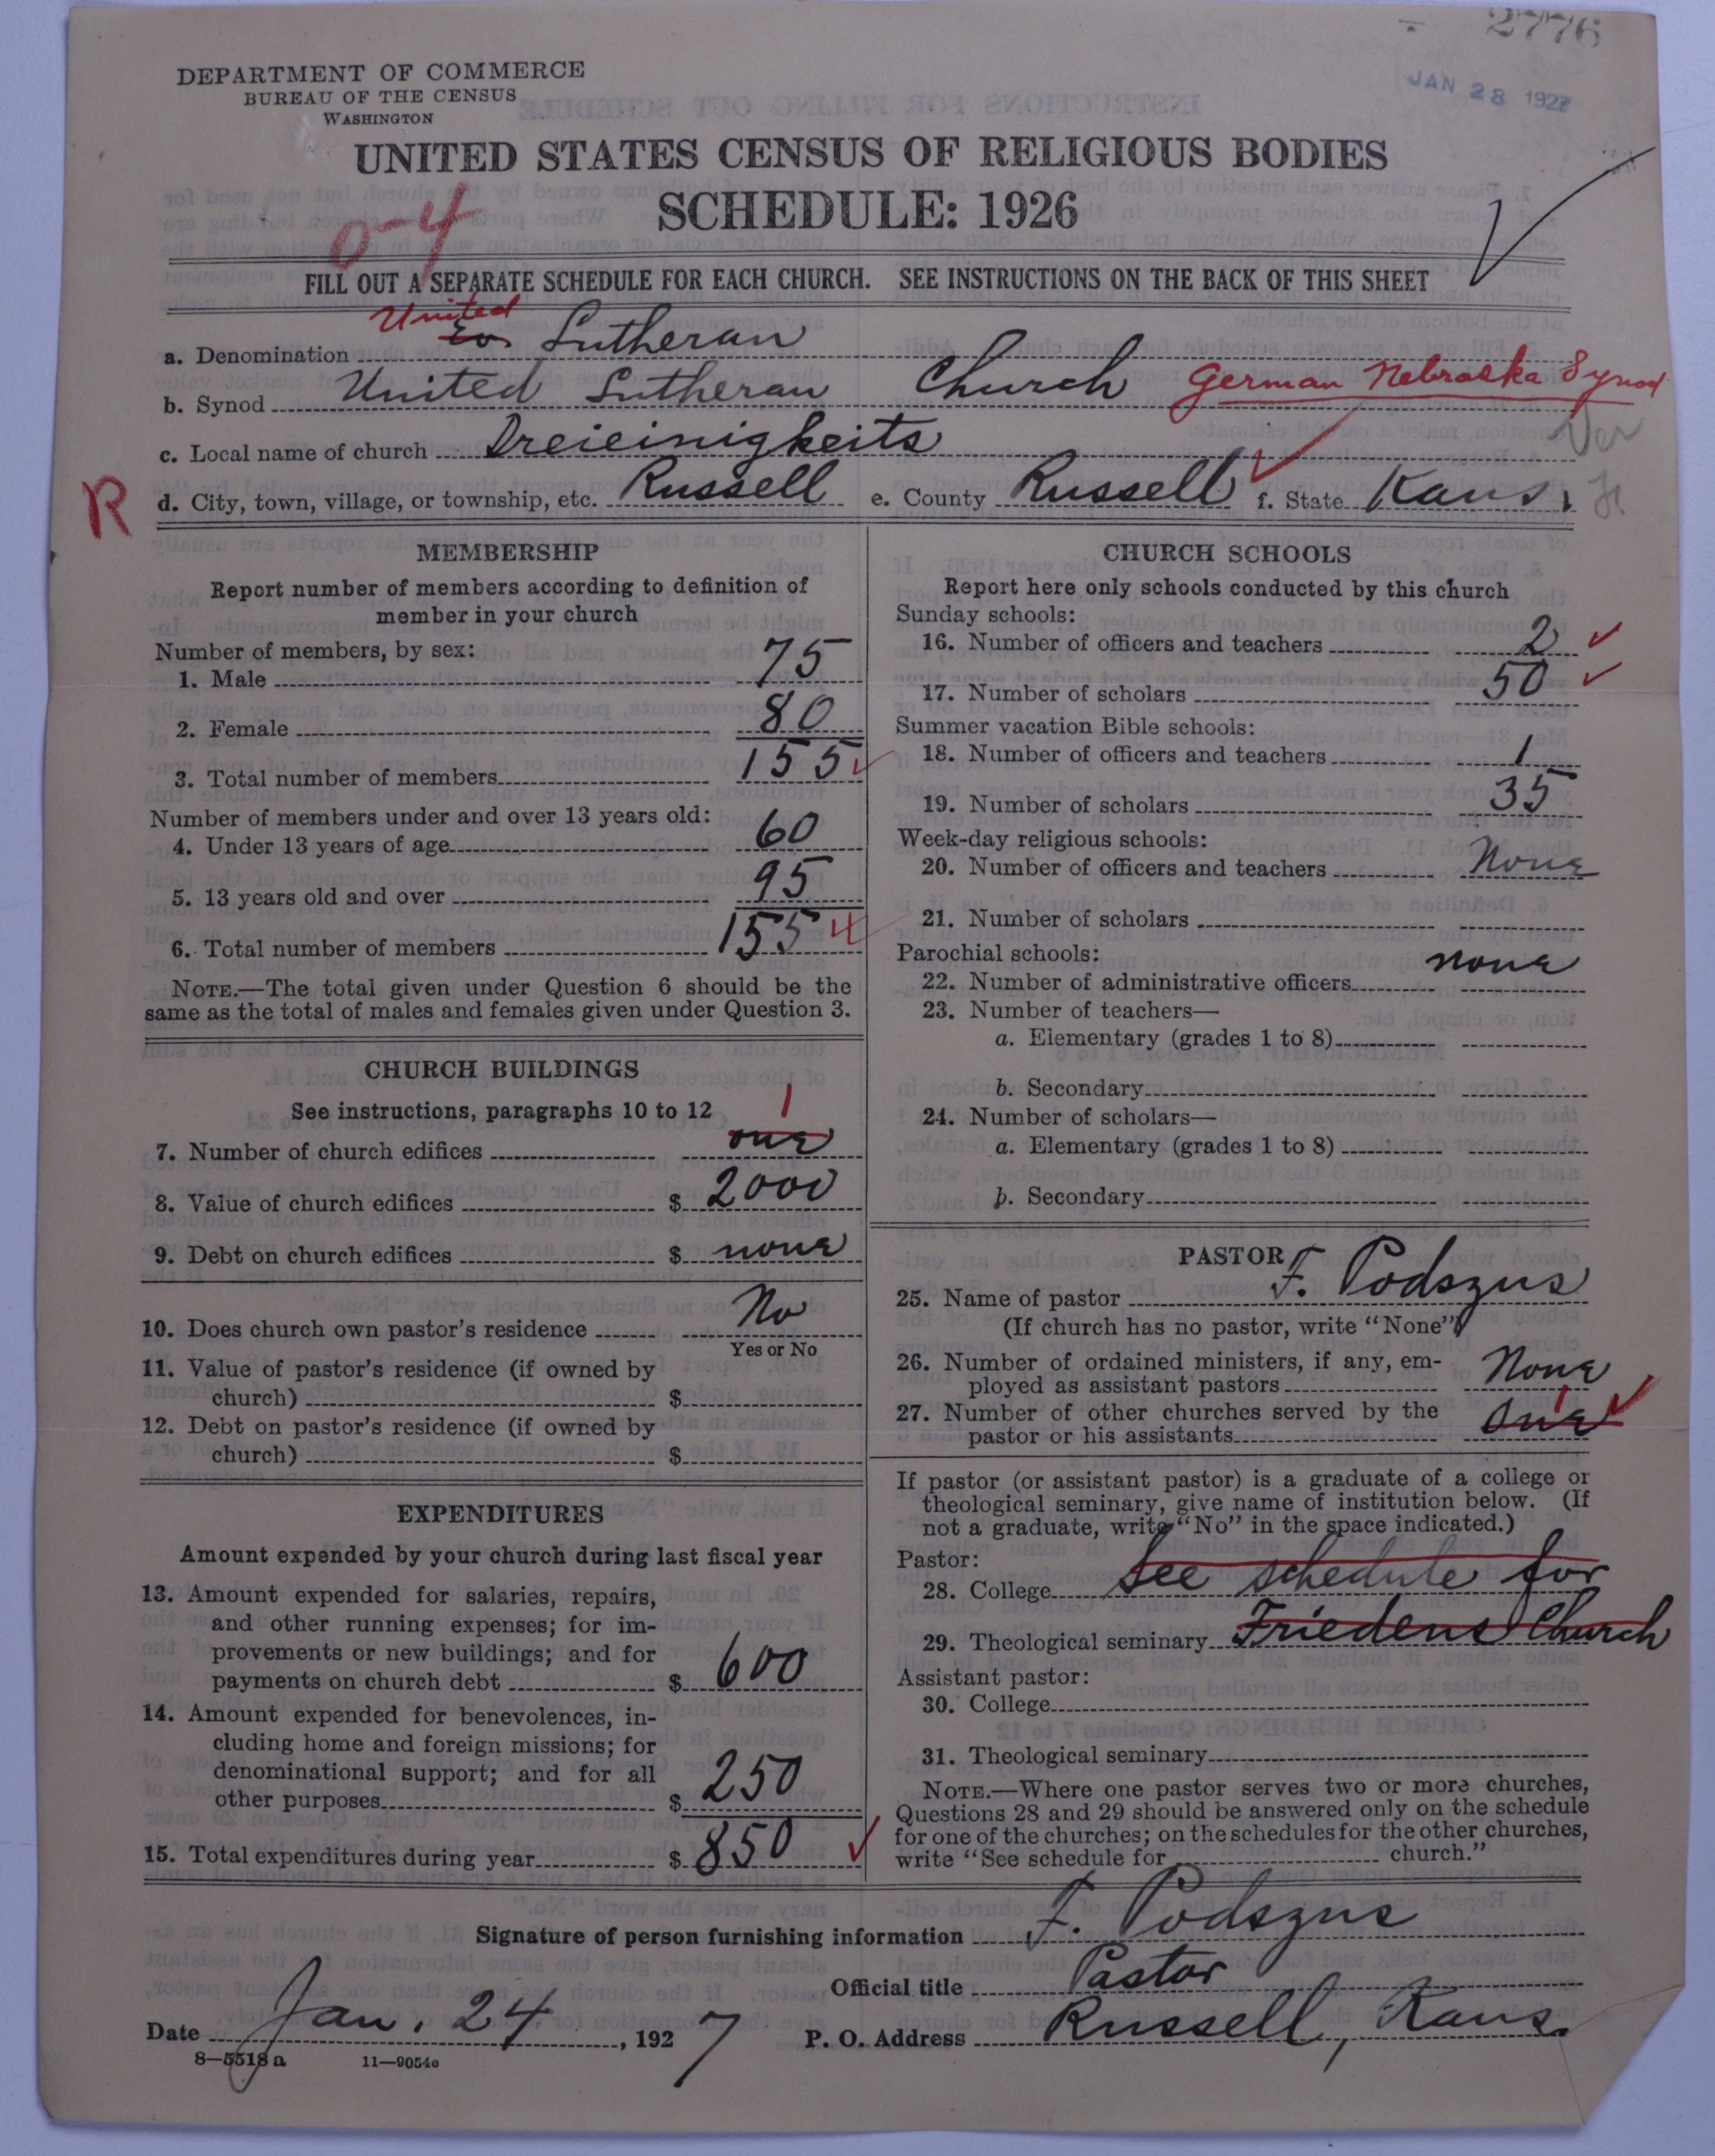 2776
JAN 28 1927
DEPARTMENT OF COMMERCE
BUREAU OF THE CENSUS
WASHINGTON
UNITED STATES CENSUS OF RELIGIOUS BODIES
SCHEDULE: 1926
0-4
FILL OUT A SEPARATE SCHEDULE FOR EACH CHURCH. SEE INSTRUCTIONS ON THE BACK OF THIS SHEET
United
a. Denomination Ev. Lutheran
b. Synod United Lutheran Church German Nebraska Synod
c. Local name of church Dreieinigkeits
R d. City, town, village, or township, etc. Russell e. County Russell f. State Kans.
MEMBERSHIP
Report number of members according to definition of
member in your church
Number of members, by sex:
1. Male 75
2. Female 80
3. Total number of members 155
Number of members under and over 13 years old:
4. Under 13 years of age 60
5. 13 years old and over 95
6. Total number of members 155
NOTE.—The total given under Question 6 should be the
same as the total of males and females given under Question 3.
CHURCH BUILDINGS
See instructions, paragraphs 10 to 12
1
7. Number of church edifices one
8. Value of church edifices $ 2000
9. Debt on church edifices $ none
10. Does church own pastor's residence No
Yes or No
11. Value of pastor's residence (if owned by
church) $
12. Debt on pastor's residence (if owned by
church) $
EXPENDITURES
Amount expended by your church during last fiscal year
13. Amount expended for salaries, repairs,
and other running expenses; for im-
provements or new buildings; and for
payments on church debt $ 600
14. Amount expended for benevolences, in-
cluding home and foreign missions; for
denominational support; and for all
other purposes $ 250
15. Total expenditures during year $ 850
CHURCH SCHOOLS
Report here only schools conducted by this church
Sunday schools:
16. Number of officers and teachers 2
17. Number of scholars 50
Summer vacation Bible schools:
18. Number of officers and teachers 1
19. Number of scholars 35
Week-day religious schools:
20. Number of officers and teachers None
21. Number of scholars
Parochial schools:
22. Number of administrative officers none
23. Number of teachers—
a. Elementary (grades 1 to 8)
b. Secondary
24. Number of scholars—
a. Elementary (grades 1 to 8)
b. Secondary
PASTOR
25. Name of pastor F. Podszus
(If church has no pastor, write "None")
26. Number of ordained ministers, if any, em-
ployed as assistant pastors None
27. Number of other churches served by the
pastor or his assistants One 1
If pastor (or assistant pastor) is a graduate of a college or
theological seminary, give name of institution below. (If
not a graduate, write "No" in the space indicated.)
Pastor:
28. College See schedule for
29. Theological seminary Friedens Church
Assistant pastor:
30. College
31. Theological seminary
NOTE.—Where one pastor serves two or more churches,
Questions 28 and 29 should be answered only on the schedule
for one of the churches; on the schedules for the other churches,
write "See schedule for church."
Signature of person furnishing information F. Podszus
Official title Pastor
Date Jan. 24, 1927 P. O. Address Russell, Kans.
8—5518 a 11—9054c